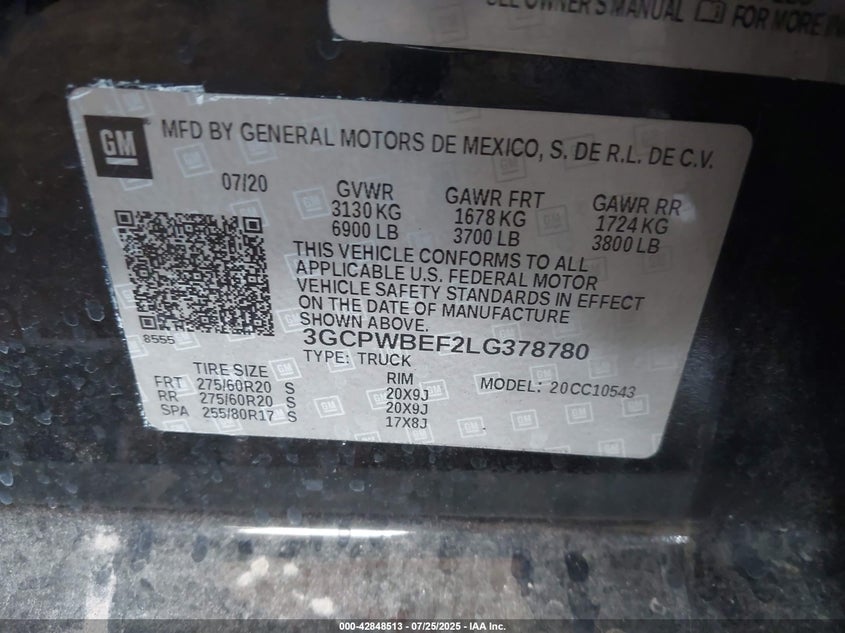 SEE OWNER'S MANUAL FOR MORE IN
GM
MFD BY GENERAL MOTORS DE MEXICO, S. DE R.L. DE C.V.
07/20 GVWR GAWR FRT GAWR RR
3130 KG 1678 KG 1724 KG
6900 LB 3700 LB 3800 LB
THIS VEHICLE CONFORMS TO ALL
APPLICABLE U.S. FEDERAL MOTOR
VEHICLE SAFETY STANDARDS IN EFFECT
ON THE DATE OF MANUFACTURE
SHOWN ABOVE.
8555
3GCPWBEF2LG378780
TYPE: TRUCK
TIRE SIZE RIM MODEL: 20CC10543
FRT 275/60R20 S 20X9J
RR 275/60R20 S 20X9J
SPA 255/80R17 S 17X8J
000-42848513 - 07/25/2025 - IAA Inc.